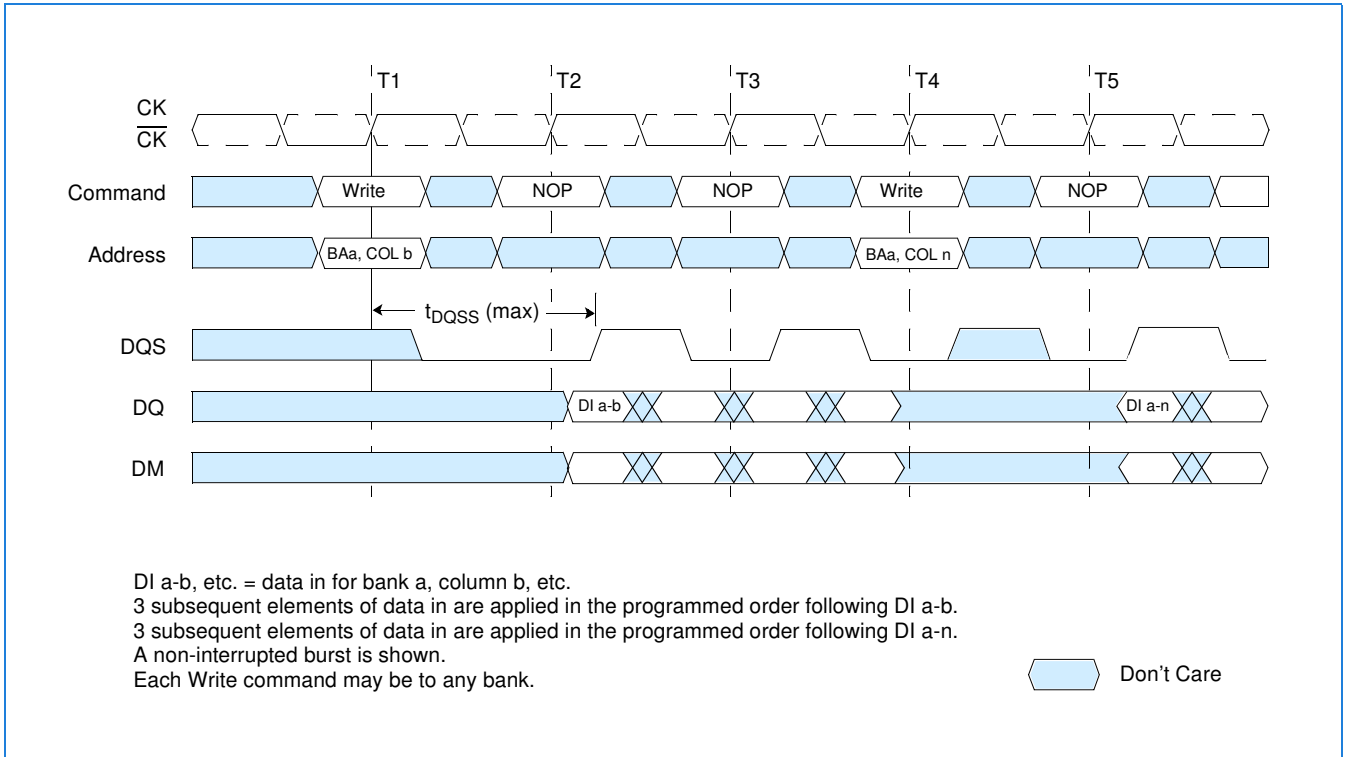 T1 T2 T3 T4 T5
CK
CK
Command Write NOP NOP Write NOP
Address BAa, COL b BAa, COL n
tDQSS (max)
DQS
DQ DI a-b DI a-n
DM
DI a-b, etc. = data in for bank a, column b, etc.
3 subsequent elements of data in are applied in the programmed order following DI a-b.
3 subsequent elements of data in are applied in the programmed order following DI a-n.
A non-interrupted burst is shown.
Each Write command may be to any bank.
Don't Care